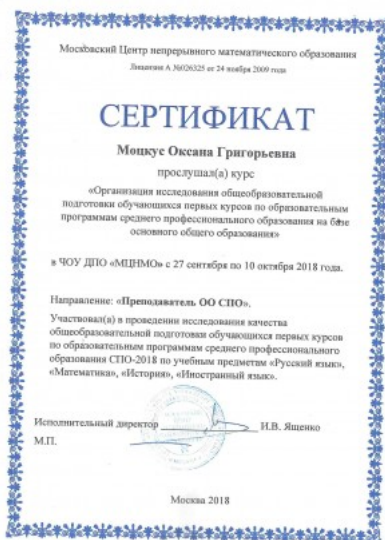 Московский Центр непрерывного математического образования
Лицензия А №026325 от 24 ноября 2009 года
СЕРТИФИКАТ
Моцкус Оксана Григорьевна
прослушал(а) курс
«Организация исследования общеобразовательной
подготовки обучающихся первых курсов по образовательным
программам среднего профессионального образования на базе
основного общего образования»
в ЧОУ ДПО «МЦНМО» с 27 сентября по 10 октября 2018 года.
Направление: «Преподаватель ОО СПО».
Участвовал(а) в проведении исследования качества
общеобразовательной подготовки обучающихся первых курсов
по образовательным программам среднего профессионального
образования СПО-2018 по учебным предметам «Русский язык»,
«Математика», «История», «Иностранный язык».
Исполнительный директор И.В. Ященко
М.П.
Москва 2018